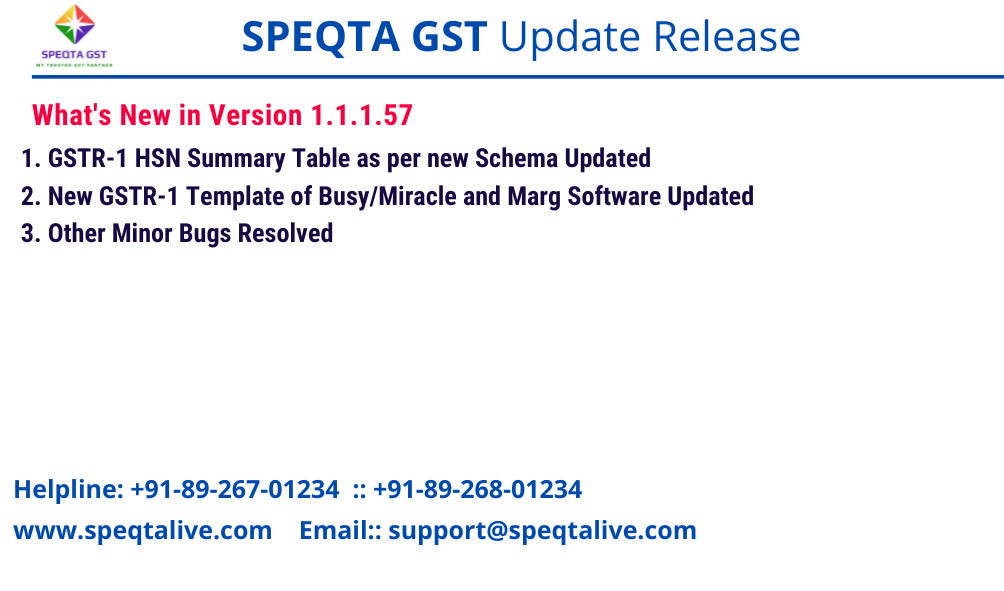 SPEQTA GST
MY TRUSTED GST PARTNER
SPEQTA GST Update Release
What's New in Version 1.1.1.57
1. GSTR-1 HSN Summary Table as per new Schema Updated
2. New GSTR-1 Template of Busy/Miracle and Marg Software Updated
3. Other Minor Bugs Resolved
Helpline: +91-89-267-01234 :: +91-89-268-01234
www.speqtalive.com Email:: support@speqtalive.com